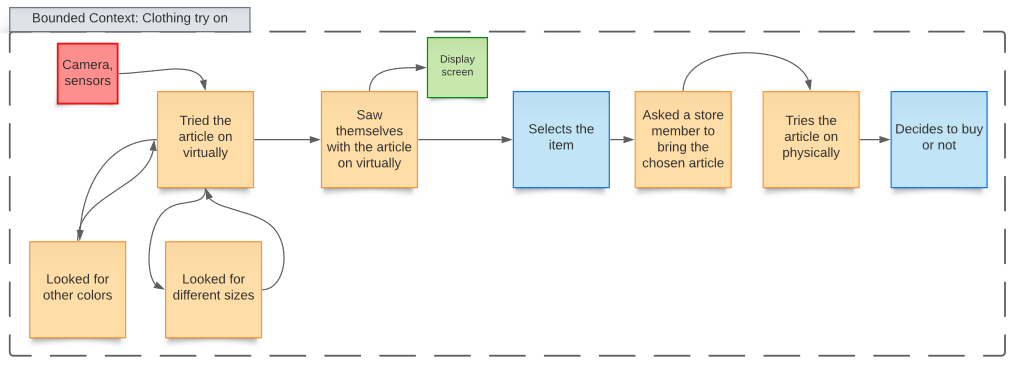 Bounded Context: Clothing try on
Camera,
sensors
Display
screen
Tried the
article on
virtually
Saw
themselves
with the article
on virtually
Selects the
item
Asked a store
member to
bring the
chosen article
Tries the
article on
physically
Decides to buy
or not
Looked for
other colors
Looked for
different sizes